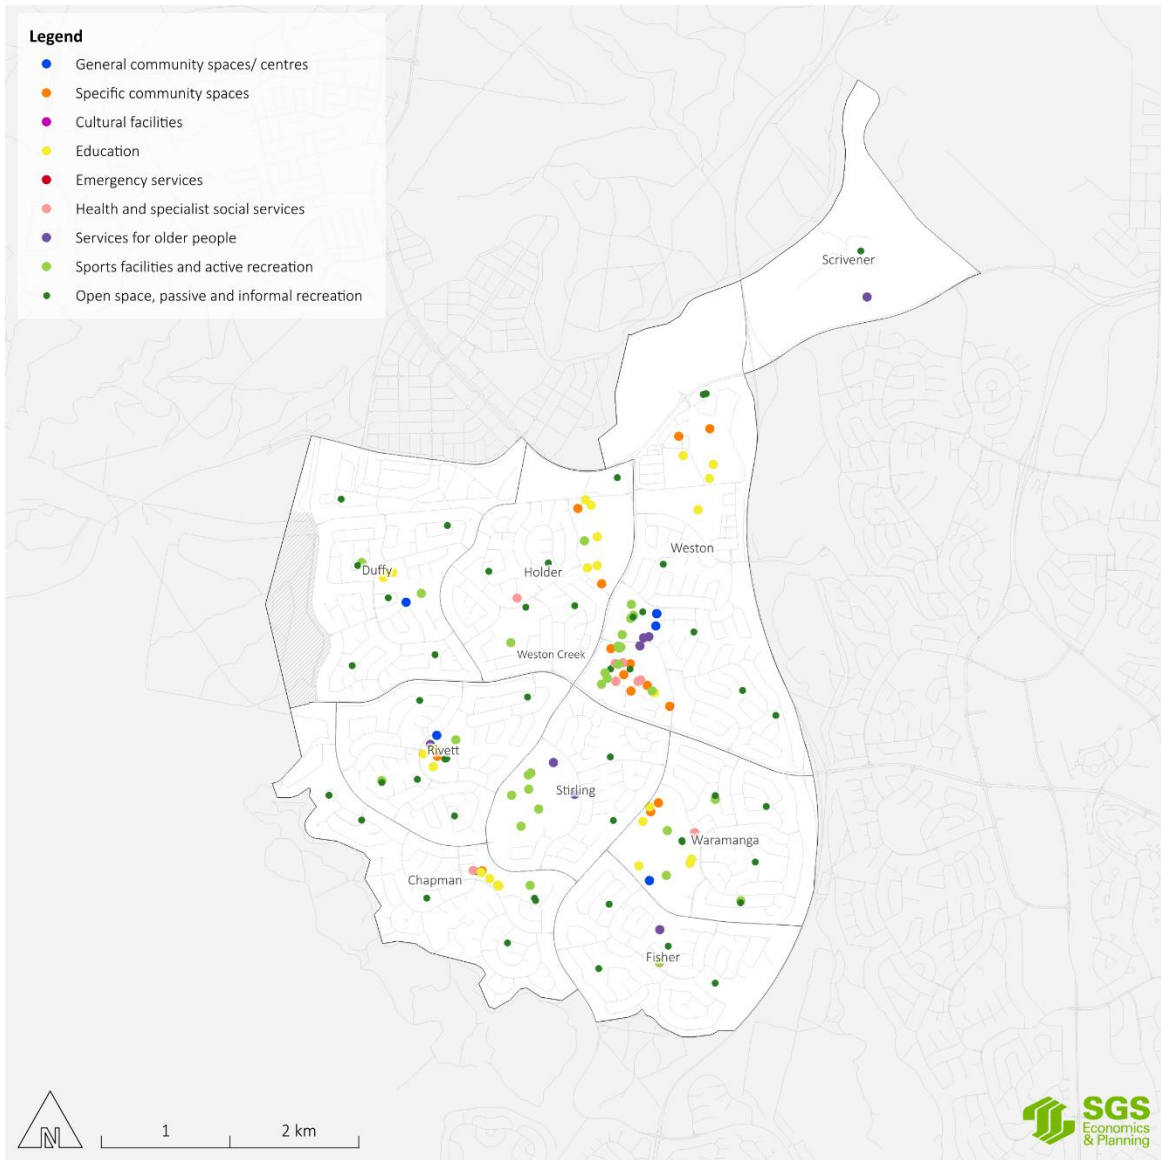 Legend
General community spaces/ centres
Specific community spaces
Cultural facilities
Education
Emergency services
Health and specialist social services
Services for older people
Sports facilities and active recreation
Open space, passive and informal recreation
Scrivener
Weston
Duffy
Holder
Weston Creek
Rivett
Stirling
Waramanga
Chapman
Fisher
N
1
2 km
SGS
Economics
& Planning